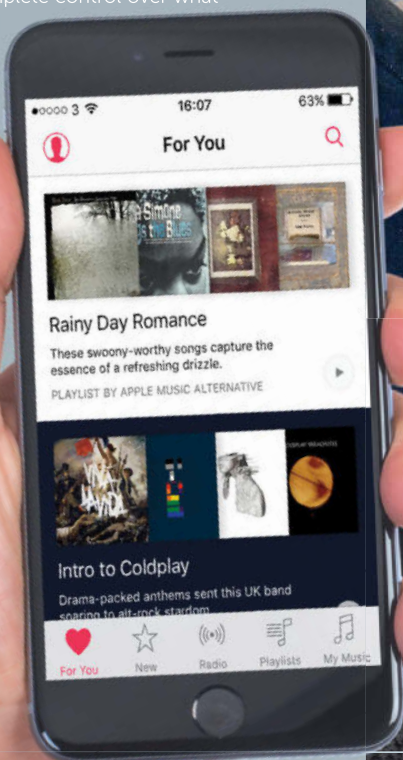 plete control over what
3 16:07 63%
For You
Simone
the Blues
Rainy Day Romance
These swoony-worthy songs capture the
essence of a refreshing drizzle.
PLAYLIST BY APPLE MUSIC ALTERNATIVE
VIVA
LA VIDA
COLDPLAY PARACHUTES
Intro to Coldplay
Drama-packed anthems sent this UK band
soaring to alt-rock stardom
For You New Radio Playlists My Music